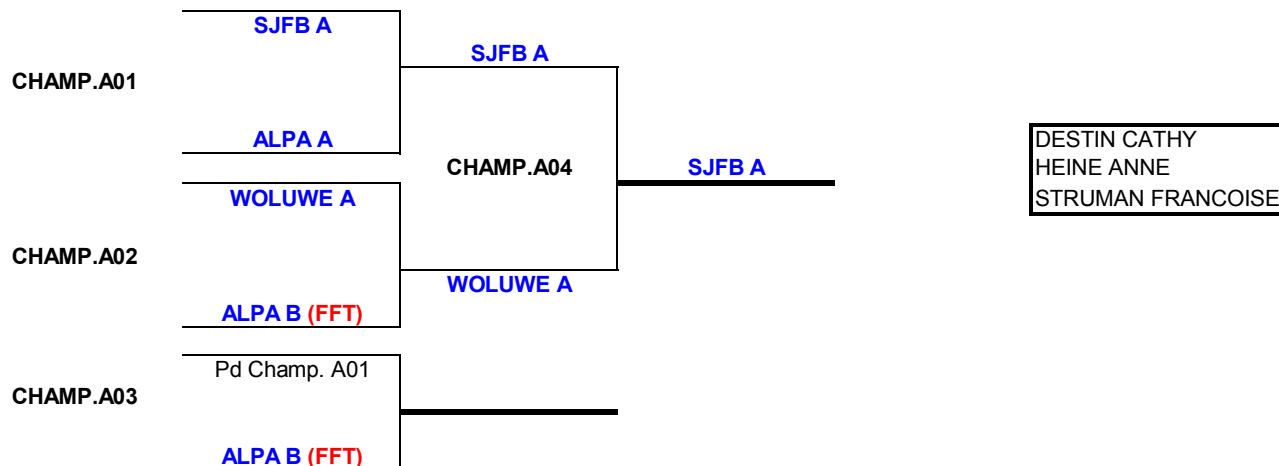 SJFB A
SJFB A
CHAMP.A01
ALPA A
DESTIN CATHY
CHAMP.A04
SJFB A
HEINE ANNE
WOLUWE A
STRUMAN FRANCOISE
CHAMP.A02
WOLUWE A
ALPA B (FFT)
Pd Champ. A01
CHAMP.A03
ALPA B (FFT)